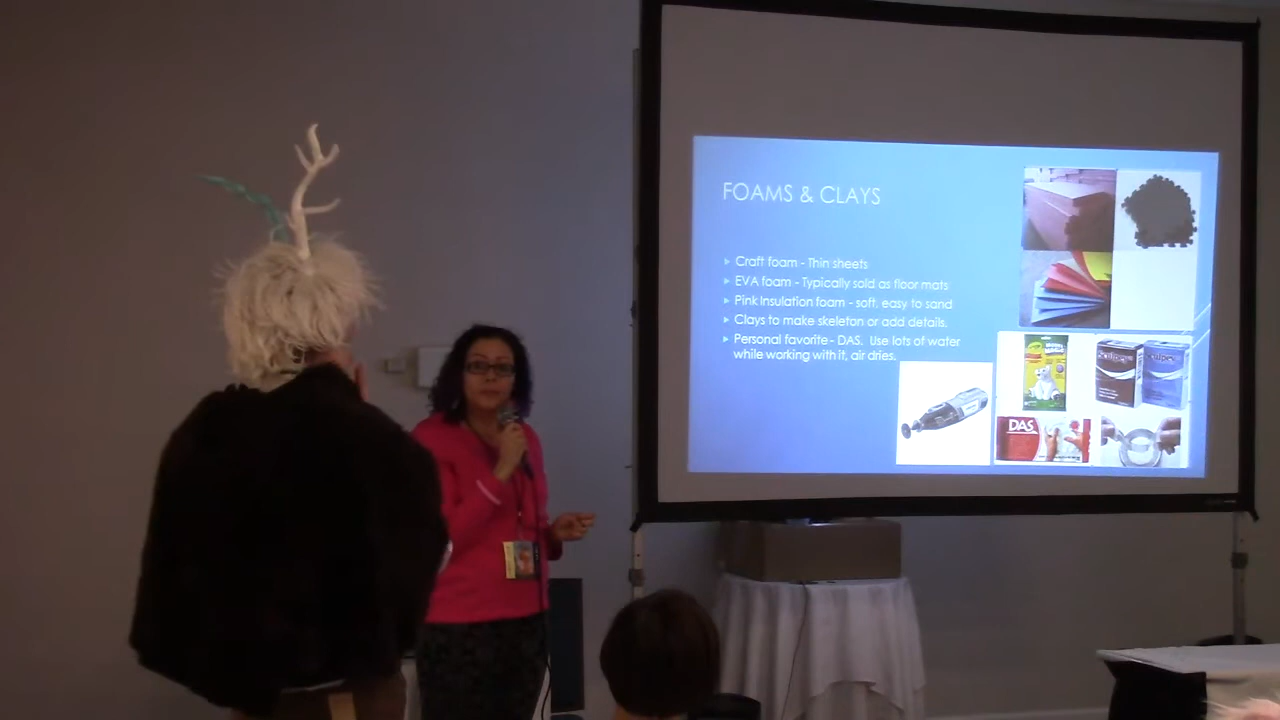 FOAMS & CLAYS
Craft foam - Thin sheets
EVA foam - Typically sold as floor mats
Pink Insulation foam - soft, easy to sand
Clays to make skeleton or add details.
Personal favorite - DAS. Use lots of water
while working with it, air dries.
Sculpey
DAS